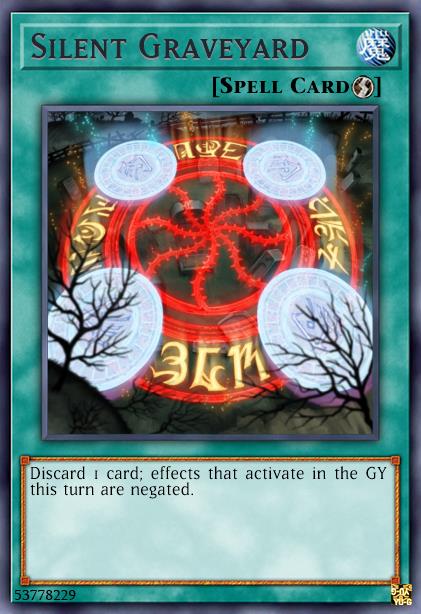 SILENT GRAVEYARD
[SPELL CARD]
Discard 1 card; effects that activate in the GY
this turn are negated.
53778229